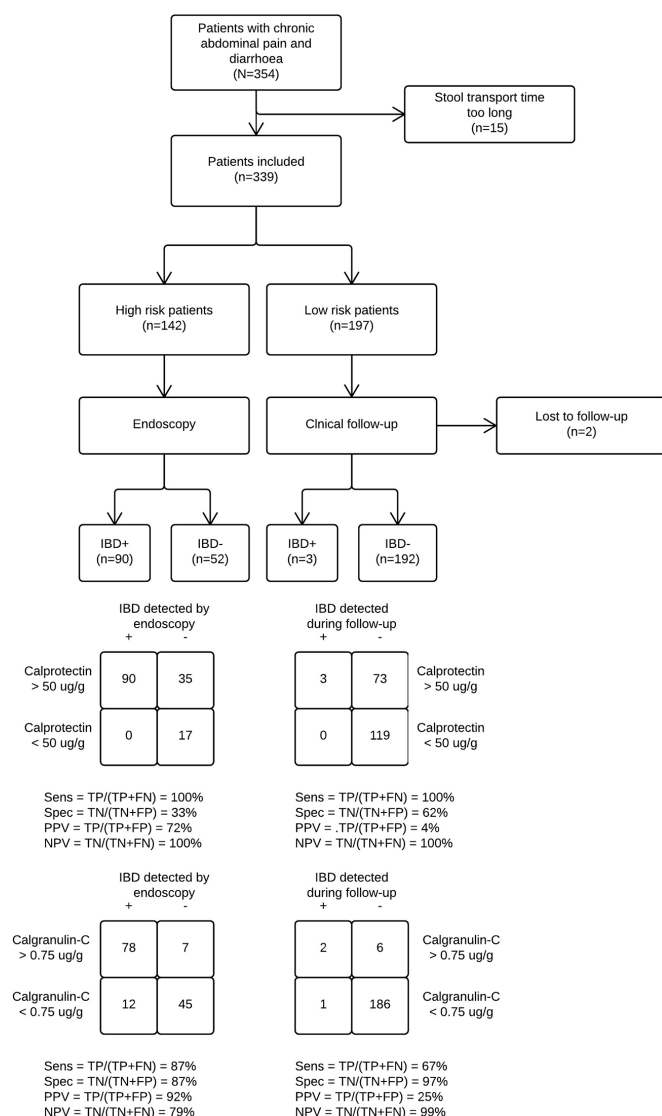 Patients with chronic
abdominal pain and
diarrhoea
(N=354)
Stool transport time
too long
(n=15)
Patients included
(n=339)
High risk patients
(n=142)
Low risk patients
(n=197)
Endoscopy
Clnical follow-up
Lost to follow-up
(n=2)
IBD+
(n=90)
IBD-
(n=52)
IBD+
(n=3)
IBD-
(n=192)
IBD detected by
endoscopy
+ -
Calprotectin
> 50 ug/g
90 35
Calprotectin
< 50 ug/g
0 17
IBD detected
during follow-up
+ -
3 73
Calprotectin
> 50 ug/g
0 119
Calprotectin
< 50 ug/g
Sens = TP/(TP+FN) = 100%
Spec = TN/(TN+FP) = 33%
PPV = TP/(TP+FP) = 72%
NPV = TN/(TN+FN) = 100%
Sens = TP/(TP+FN) = 100%
Spec = TN/(TN+FP) = 62%
PPV = .TP/(TP+FP) = 4%
NPV = TN/(TN+FN) = 100%
IBD detected by
endoscopy
+ -
Calgranulin-C
> 0.75 ug/g
78 7
Calgranulin-C
< 0.75 ug/g
12 45
IBD detected
during follow-up
+ -
2 6
Calgranulin-C
> 0.75 ug/g
1 186
Calgranulin-C
< 0.75 ug/g
Sens = TP/(TP+FN) = 87%
Spec = TN/(TN+FP) = 87%
PPV = TP/(TP+FP) = 92%
NPV = TN/(TN+FN) = 79%
Sens = TP/(TP+FN) = 67%
Spec = TN/(TN+FP) = 97%
PPV = TP/(TP+FP) = 25%
NPV = TN/(TN+FN) = 99%